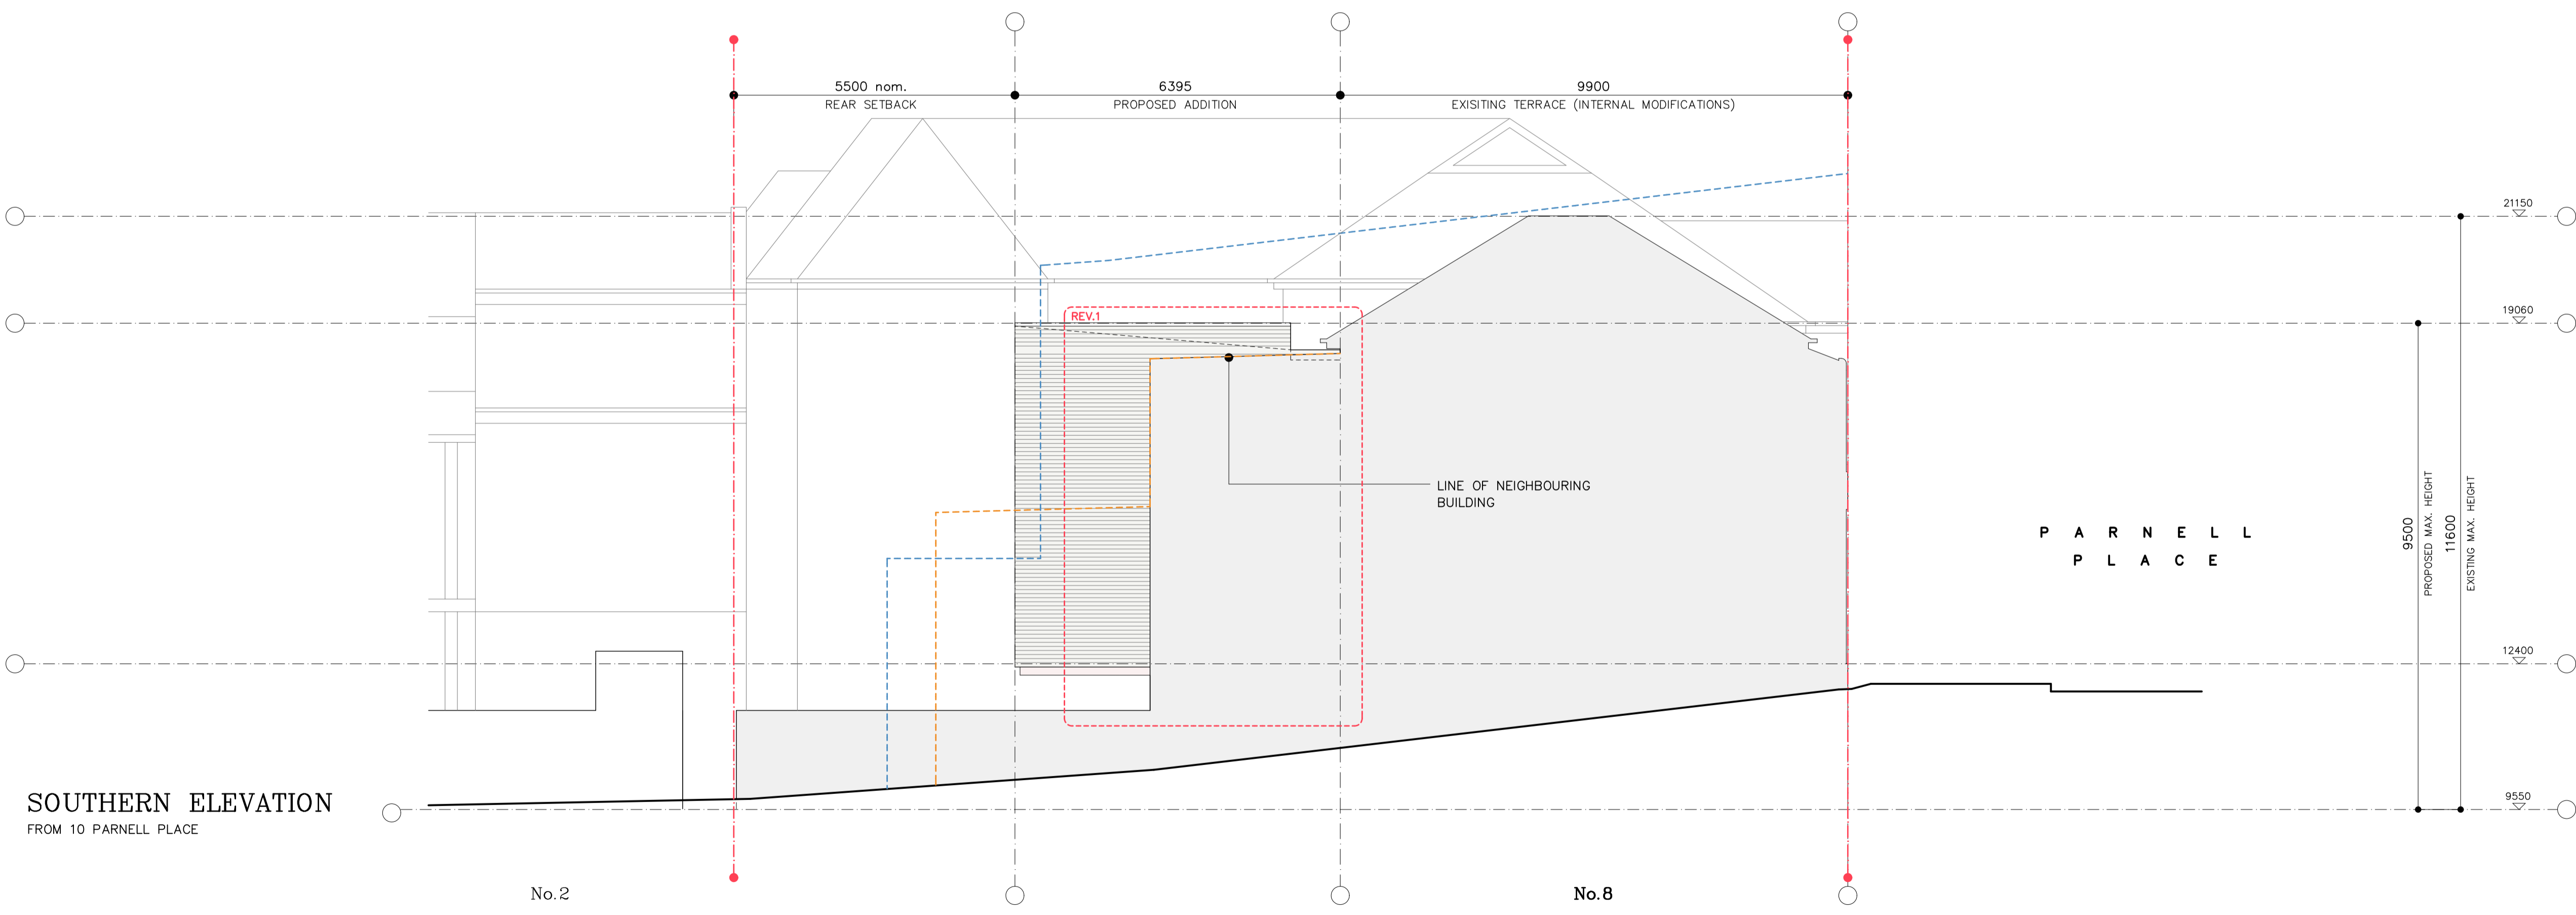 5500 nom.
REAR SETBACK
6395
PROPOSED ADDITION
9900
EXISITING TERRACE (INTERNAL MODIFICATIONS)
21150
19060
REV.1
LINE OF NEIGHBOURING
BUILDING
PARNELL
PLACE
9500
PROPOSED MAX. HEIGHT
11600
EXISTING MAX. HEIGHT
12400
9550
SOUTHERN ELEVATION
FROM 10 PARNELL PLACE
No.2
No.8